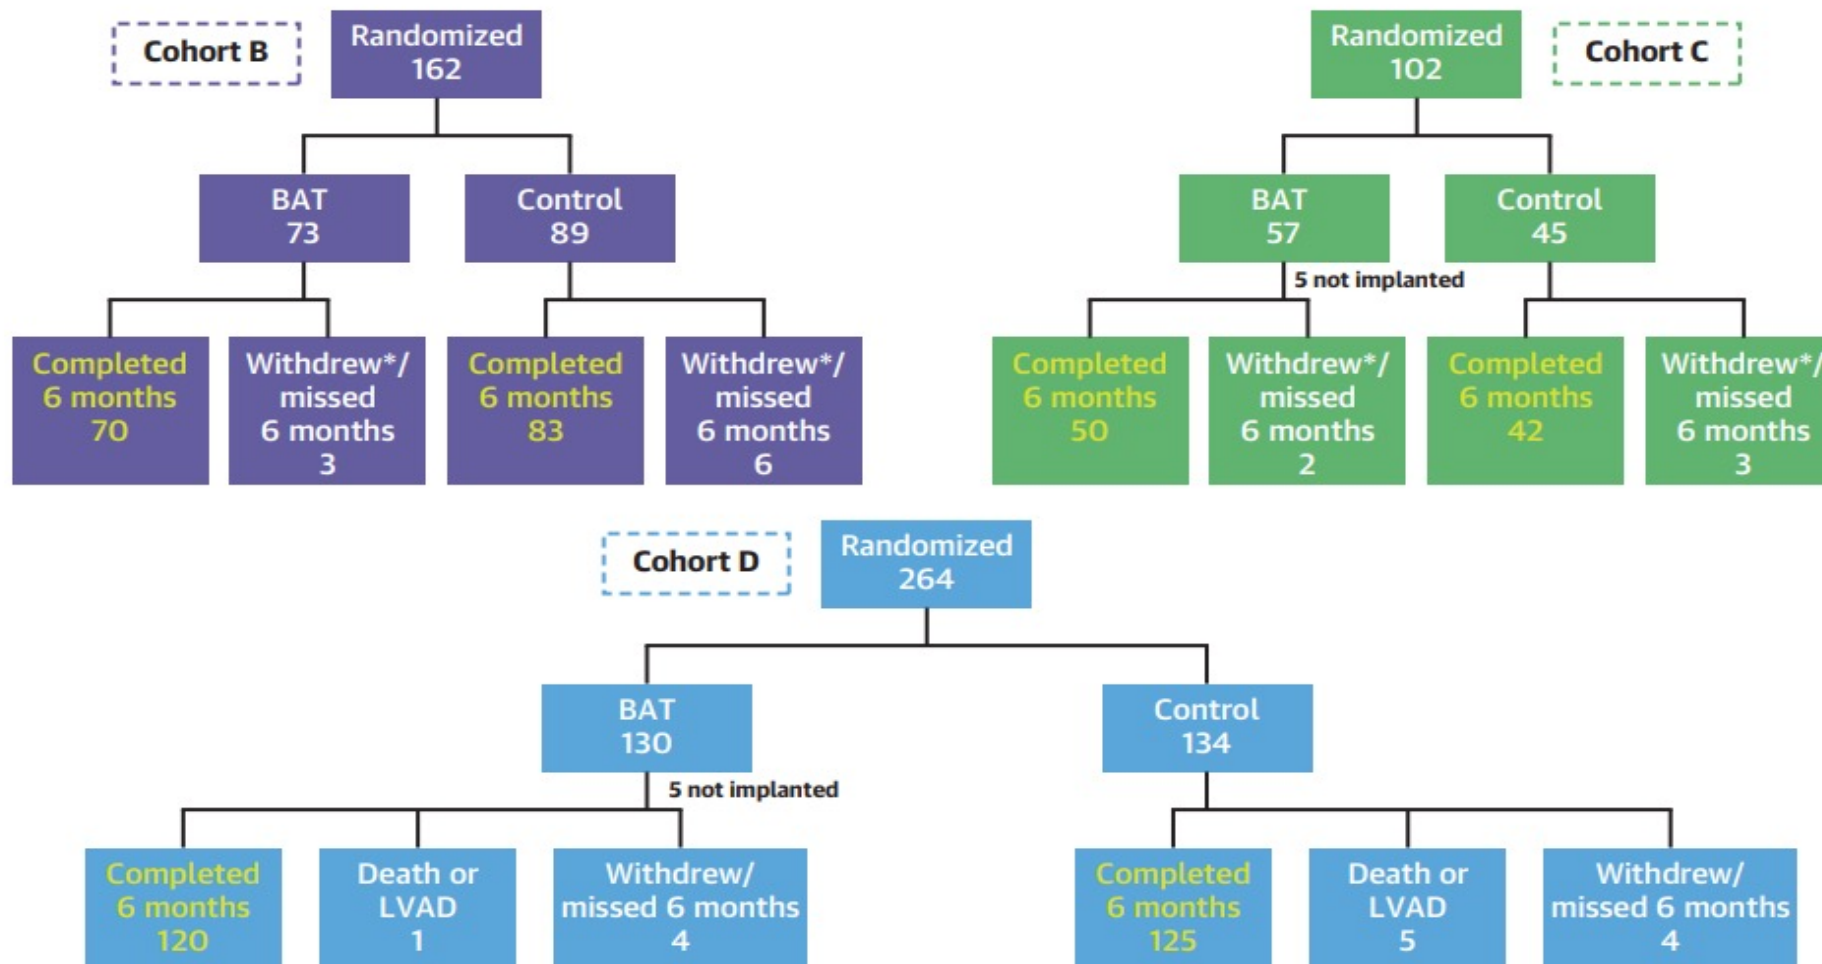 Cohort B
Randomized
162
BAT
73
Control
89
Completed
6 months
70
Withdrew*/
missed
6 months
3
Completed
6 months
83
Withdrew*/
missed
6 months
6
Randomized
102
Cohort C
BAT
57
Control
45
5 not implanted
Completed
6 months
50
Withdrew*/
missed
6 months
2
Completed
6 months
42
Withdrew*/
missed
6 months
3
Cohort D
Randomized
264
BAT
130
Control
134
5 not implanted
Completed
6 months
120
Death or
LVAD
1
Withdrew/
missed 6 months
4
Completed
6 months
125
Death or
LVAD
5
Withdrew/
missed 6 months
4